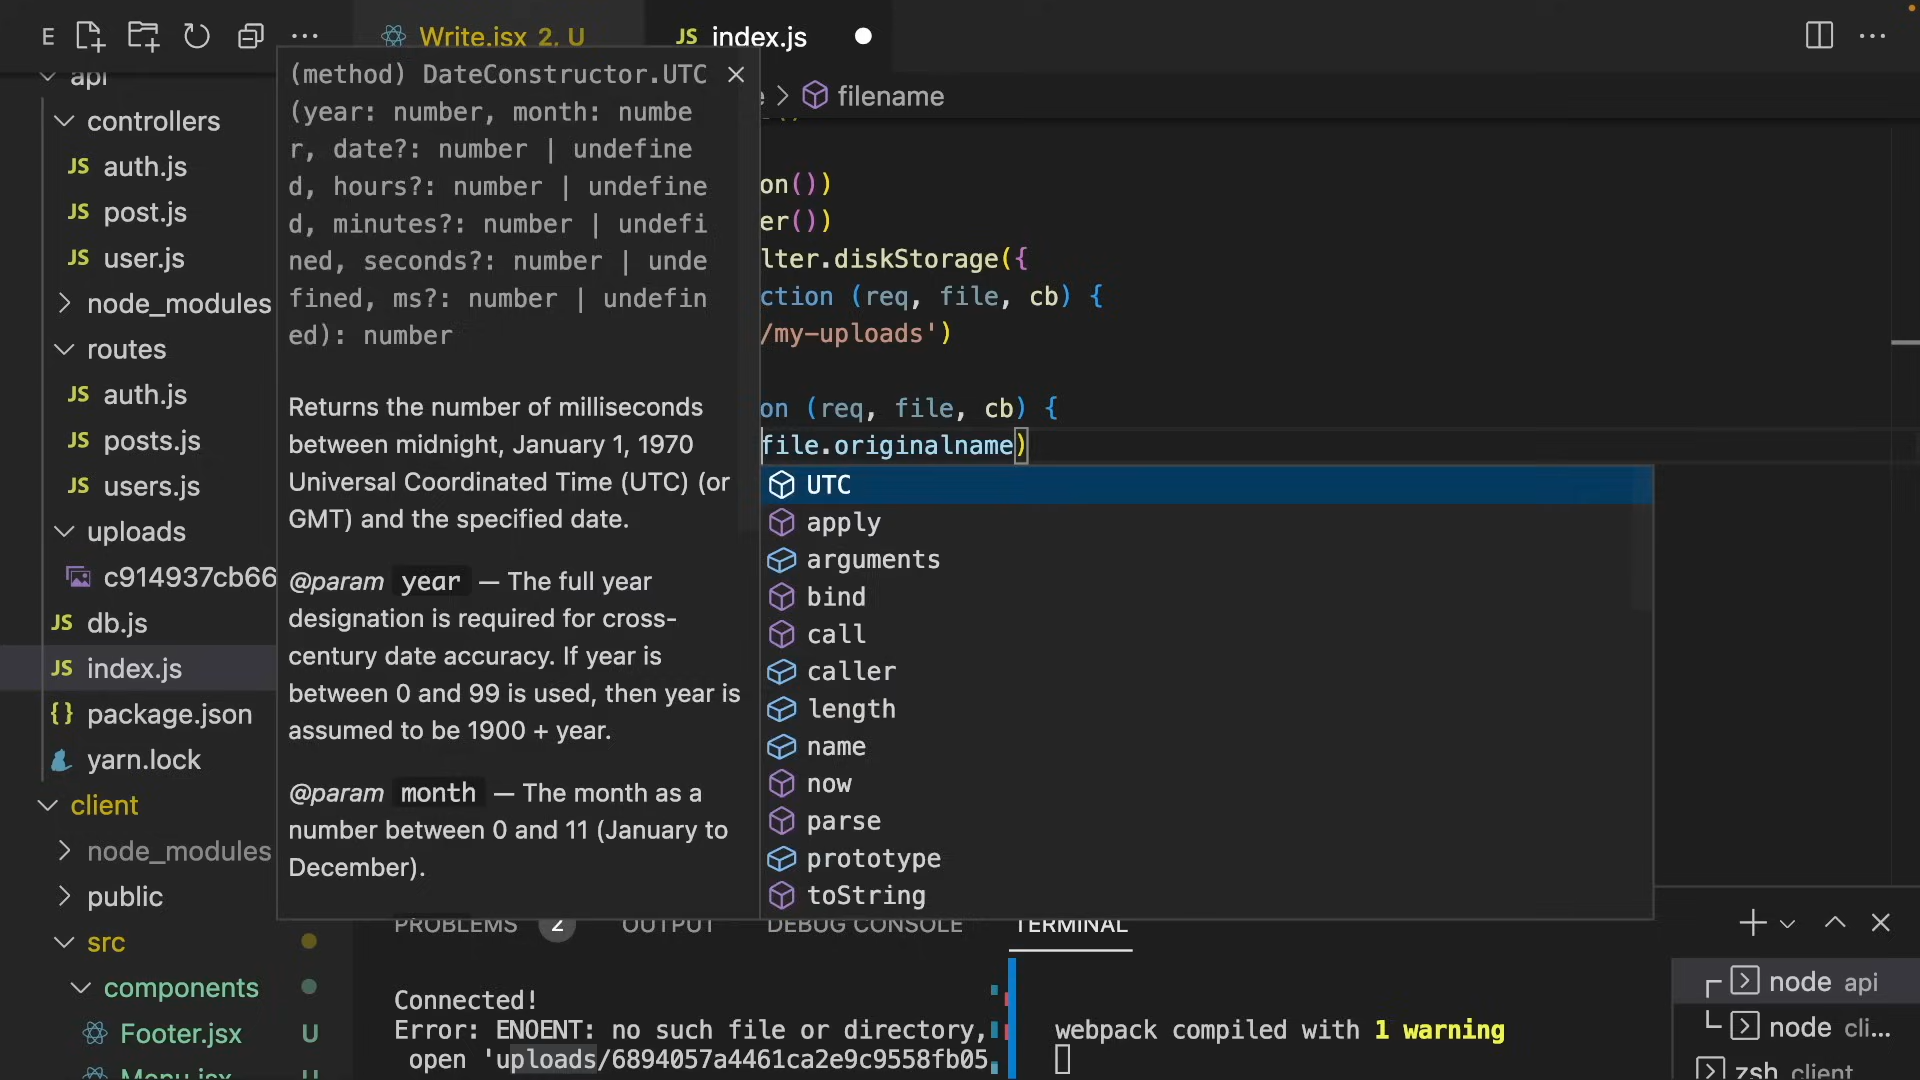 E
Write.jsx 2, U
JS index.js
api
controllers
JS auth.js
JS post.js
JS user.js
node_modules
routes
JS auth.js
JS posts.js
JS users.js
uploads
c914937cb66
JS db.js
JS index.js
{} package.json
yarn.lock
client
node_modules
public
src
components
Footer.jsx U
Menu.jsx U
(method) DateConstructor.UTC
(year: number, month: numbe
r, date?: number | undefine
d, hours?: number | undefine
d, minutes?: number | undefi
ned, seconds?: number | unde
fined, ms?: number | undefin
ed): number
Returns the number of milliseconds
between midnight, January 1, 1970
Universal Coordinated Time (UTC) (or
GMT) and the specified date.
@param year — The full year
designation is required for cross-
century date accuracy. If year is
between 0 and 99 is used, then year is
assumed to be 1900 + year.
@param month — The month as a
number between 0 and 11 (January to
December).
> filename
on())
er())
lter.diskStorage({
ction (req, file, cb) {
/my-uploads')
on (req, file, cb) {
file.originalname)
UTC
apply
arguments
bind
call
caller
length
name
now
parse
prototype
toString
PROBLEMS 2 OUTPUT DEBUG CONSOLE TERMINAL
Connected!
Error: ENOENT: no such file or directory,
open 'uploads/6894057a4461ca2e9c9558fb05
webpack compiled with 1 warning
node api
node cli...
zsh client